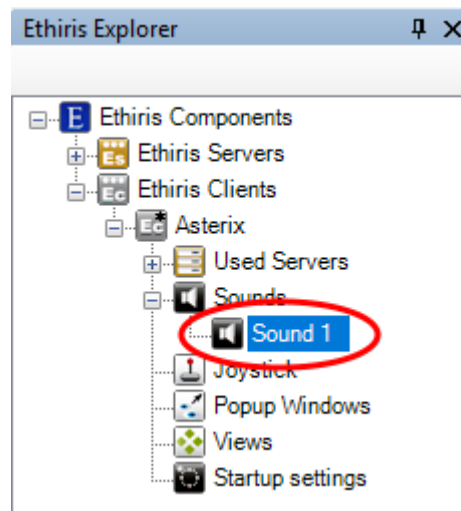 Ethiris Explorer
Ethiris Components
Ethiris Servers
Ethiris Clients
Asterix
Used Servers
Sounds
Sound 1
Joystick
Popup Windows
Views
Startup settings